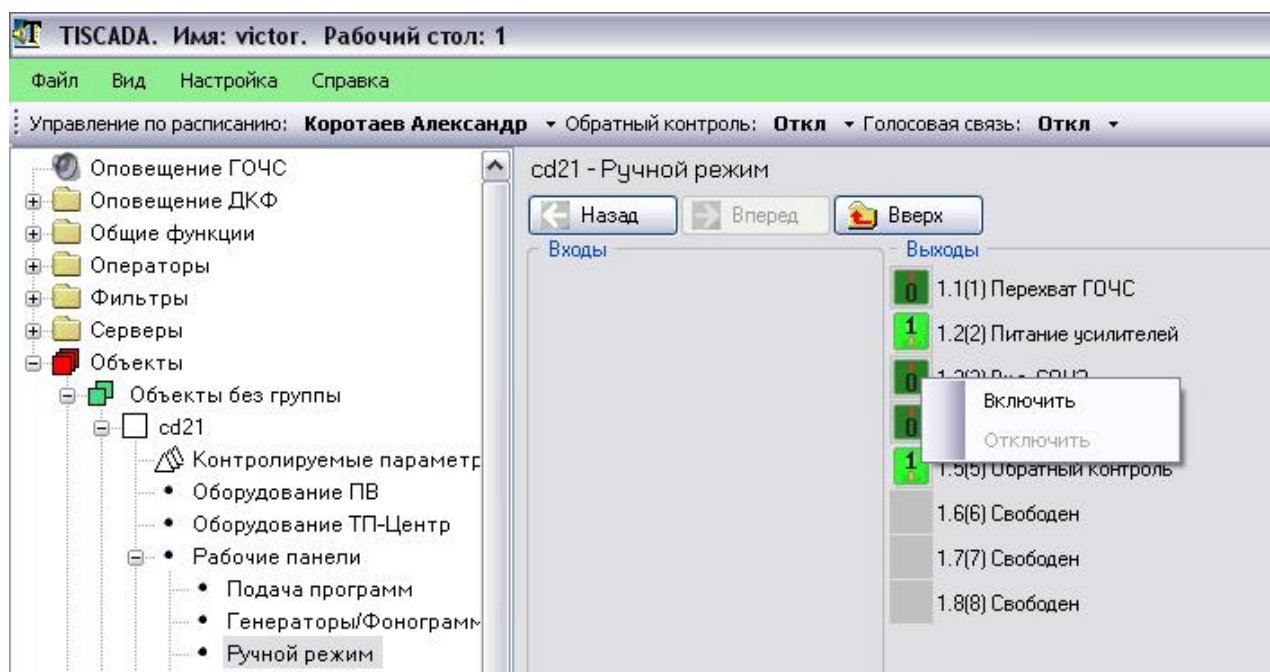 TISCADA. Имя: victor. Рабочий стол: 1
Файл Вид Настройка Справка
Управление по расписанию: Коротаев Александр Обратный контроль: Откл Голосовая связь: Откл
Оповещение ГОЧС
Оповещение ДКФ
Общие функции
Операторы
Фильтры
Серверы
Объекты
Объекты без группы
cd21
Контролируемые параметр
Оборудование ПВ
Оборудование ТП-Центр
Рабочие панели
Подача программ
Генераторы/Фонограмм
Ручной режим
cd21 - Ручной режим
Назад Вперед Вверх
Входы
Выходы
0 1.1(1) Перехват ГОЧС
1 1.2(2) Питание усилителей
0
Включить
0
Отключить
1 1.5(5) Обратный контроль
1.6(6) Свободен
1.7(7) Свободен
1.8(8) Свободен